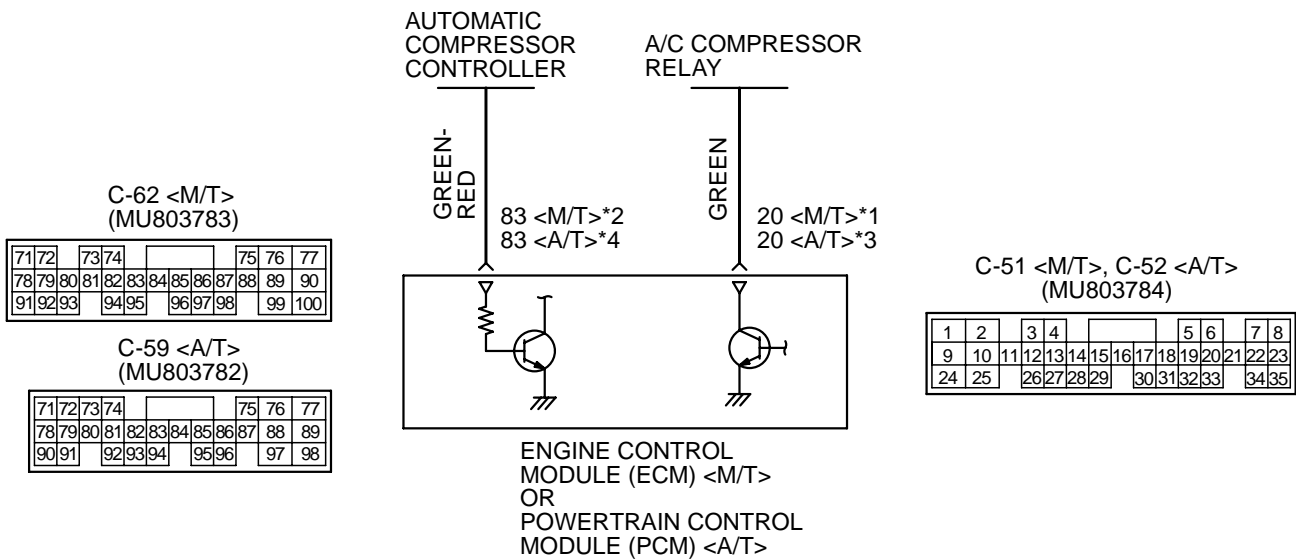 AUTOMATIC
COMPRESSOR
CONTROLLER
A/C COMPRESSOR
RELAY
GREEN-
RED
GREEN
83 <M/T>*2
83 <A/T>*4
20 <M/T>*1
20 <A/T>*3
C-62 <M/T>
(MU803783)
71 72 73 74 75 76 77
78 79 80 81 82 83 84 85 86 87 88 89 90
91 92 93 94 95 96 97 98 99 100
C-59 <A/T>
(MU803782)
71 72 73 74 75 76 77
78 79 80 81 82 83 84 85 86 87 88 89
90 91 92 93 94 95 96 97 98
C-51 <M/T>, C-52 <A/T>
(MU803784)
1 2 3 4 5 6 7 8
9 10 11 12 13 14 15 16 17 18 19 20 21 22 23
24 25 26 27 28 29 30 31 32 33 34 35
ENGINE CONTROL
MODULE (ECM) <M/T>
OR
POWERTRAIN CONTROL
MODULE (PCM) <A/T>